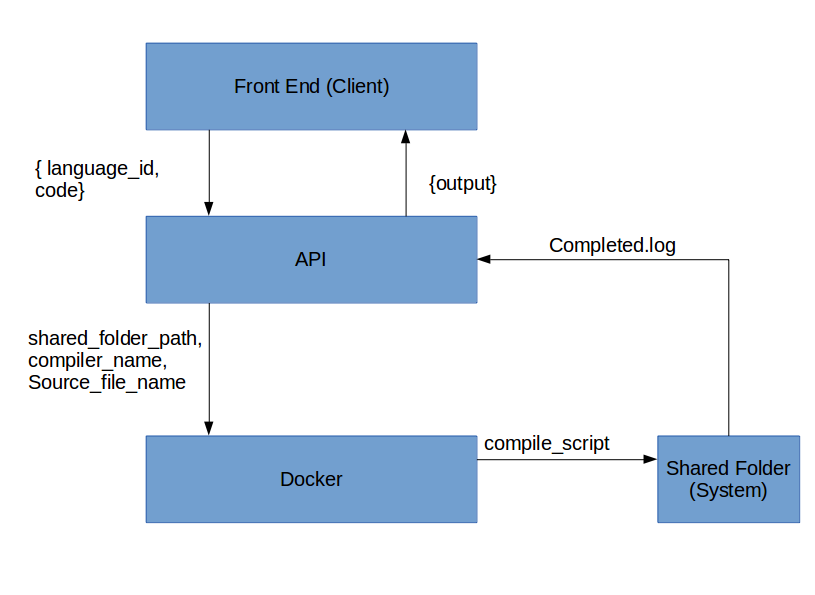 Front End (Client)
{ language_id,
code}
{output}
API
Completed.log
shared_folder_path,
compiler_name,
Source_file_name
Docker
compile_script
Shared Folder
(System)